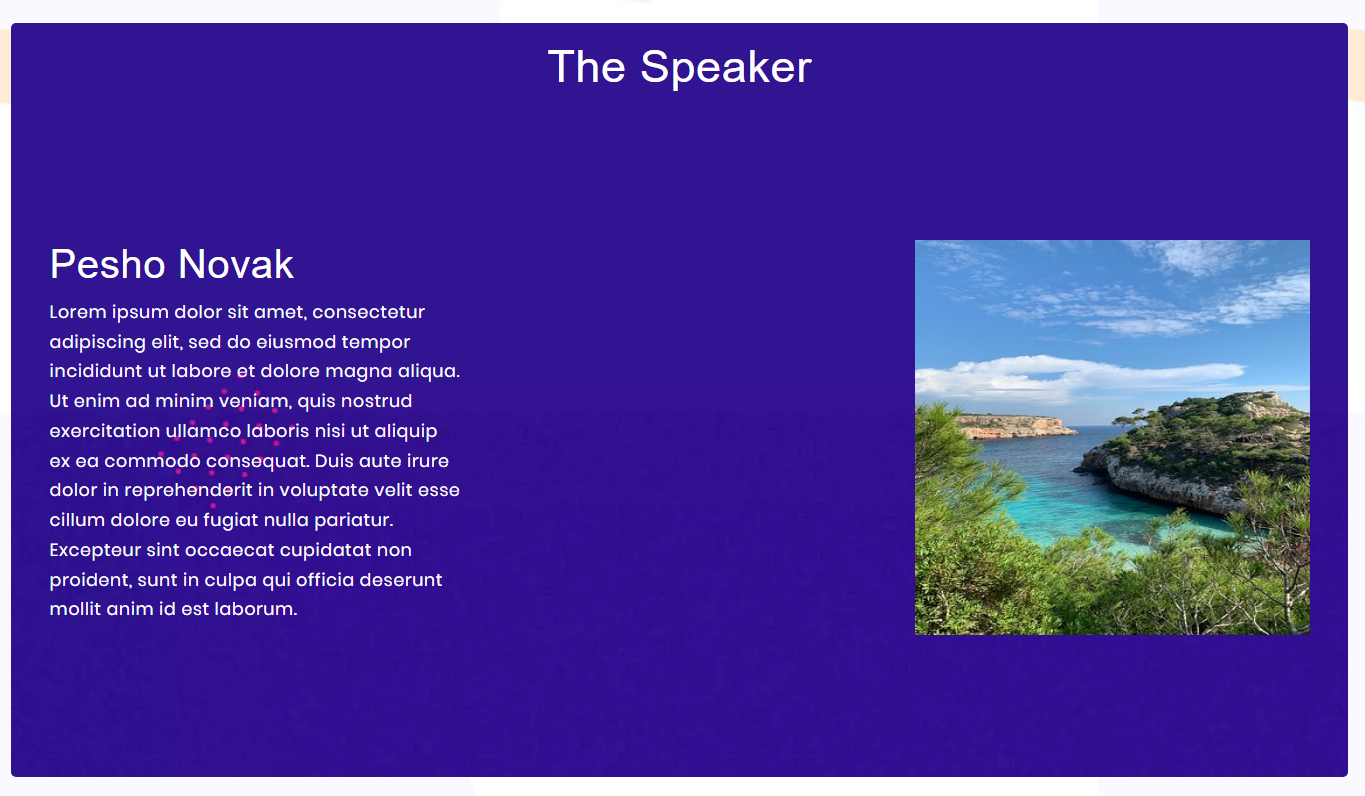 The Speaker
Pesho Novak
Lorem ipsum dolor sit amet, consectetur
adipiscing elit, sed do eiusmod tempor
incididunt ut labore et dolore magna aliqua.
Ut enim ad minim veniam, quis nostrud
exercitation ullamco laboris nisi ut aliquip
ex ea commodo consequat. Duis aute irure
dolor in reprehenderit in voluptate velit esse
cillum dolore eu fugiat nulla pariatur.
Excepteur sint occaecat cupidatat non
proident, sunt in culpa qui officia deserunt
mollit anim id est laborum.